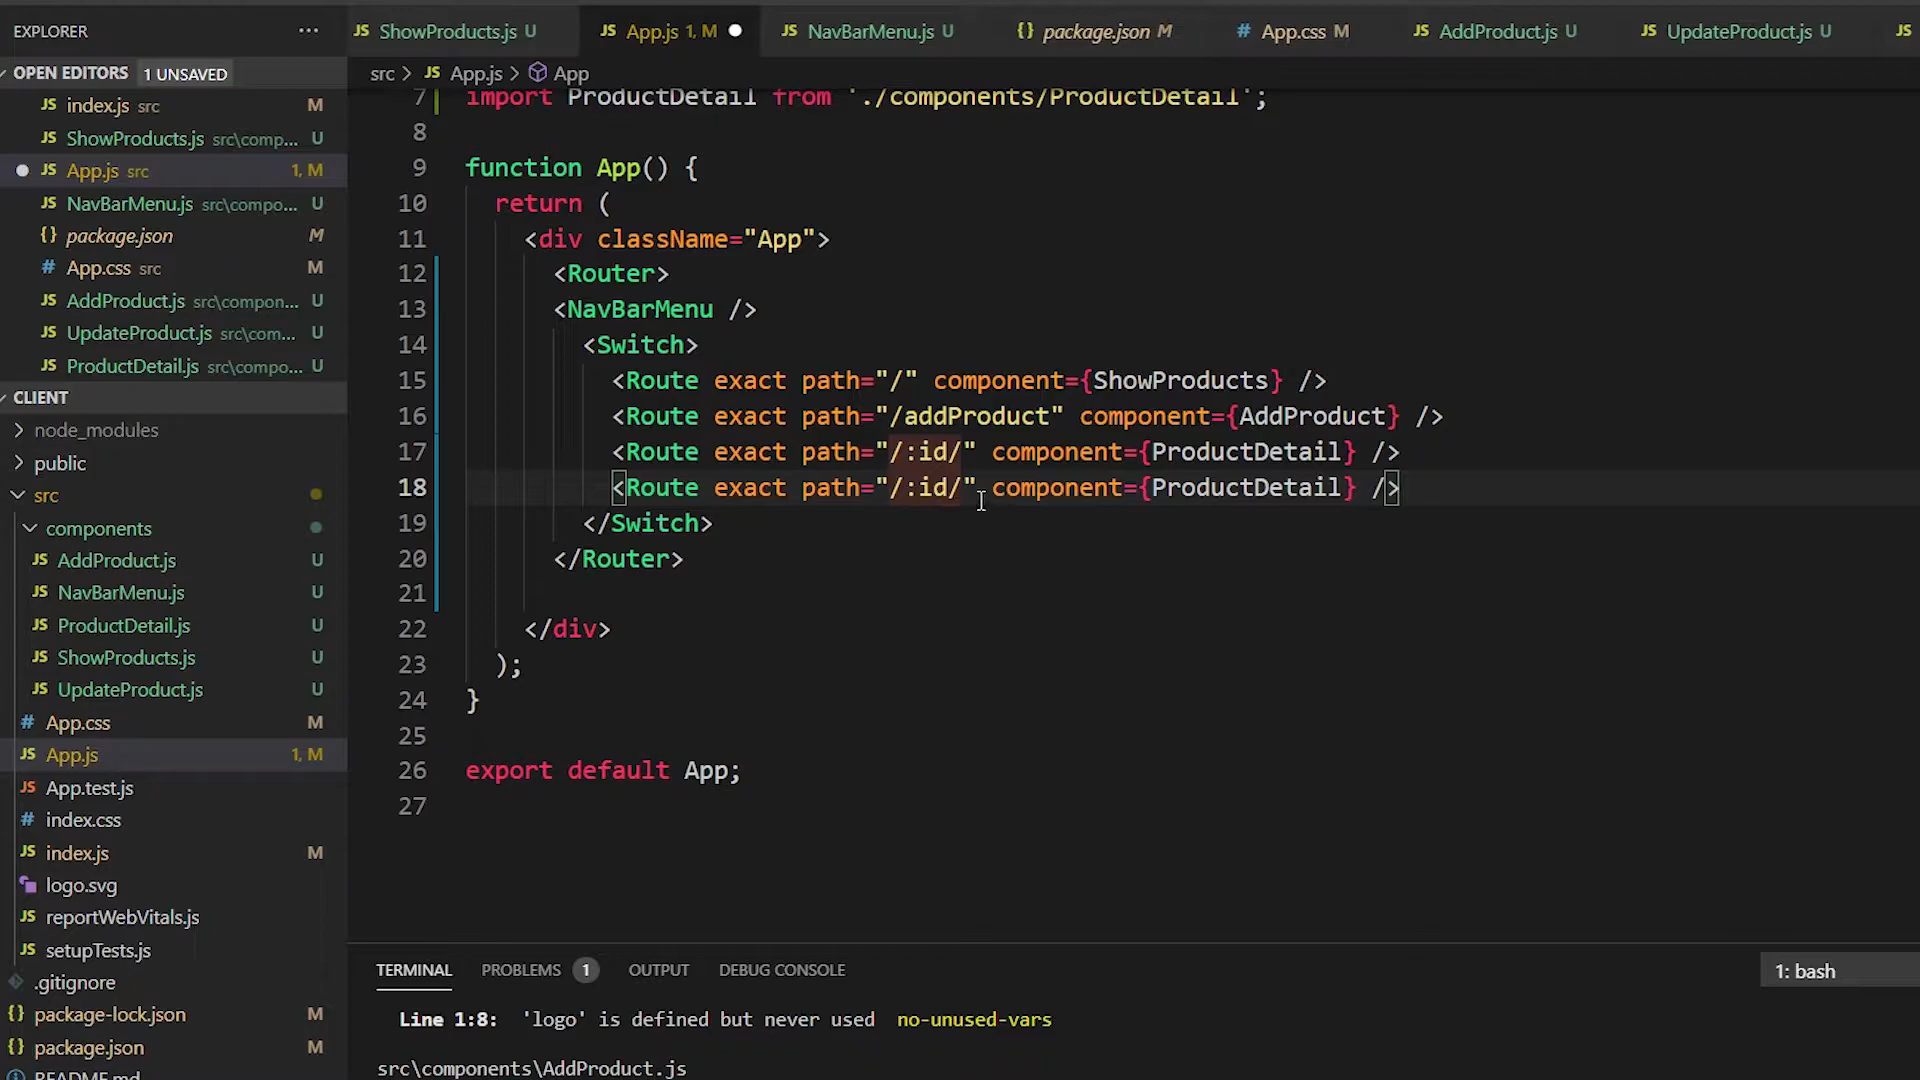 EXPLORER
OPEN EDITORS 1 UNSAVED
JS index.js src M
JS ShowProducts.js src\comp... U
JS App.js src 1, M
JS NavBarMenu.js src\compo... U
{} package.json M
# App.css src M
JS AddProduct.js src\compon... U
JS UpdateProduct.js src\com... U
JS ProductDetail.js src\compo... U
CLIENT
node_modules
public
src
components
JS AddProduct.js U
JS NavBarMenu.js U
JS ProductDetail.js U
JS ShowProducts.js U
JS UpdateProduct.js U
# App.css M
JS App.js 1, M
JS App.test.js
# index.css
JS index.js M
logo.svg
JS reportWebVitals.js
JS setupTests.js
.gitignore
{} package-lock.json M
{} package.json M
README.md
JS ShowProducts.js U
JS App.js 1, M
JS NavBarMenu.js U
{} package.json M
# App.css M
JS AddProduct.js U
JS UpdateProduct.js U
JS
src > JS App.js > App
7 import ProductDetail from './components/ProductDetail';
8
9 function App() {
10 return (
11 <div className="App">
12 <Router>
13 <NavBarMenu />
14 <Switch>
15 <Route exact path="/" component={ShowProducts} />
16 <Route exact path="/addProduct" component={AddProduct} />
17 <Route exact path="/:id/" component={ProductDetail} />
18 <Route exact path="/:id/" component={ProductDetail} />
19 </Switch>
20 </Router>
21
22 </div>
23 );
24 }
25
26 export default App;
27
TERMINAL PROBLEMS 1 OUTPUT DEBUG CONSOLE
1: bash
Line 1:8: 'logo' is defined but never used no-unused-vars
src\components\AddProduct.js